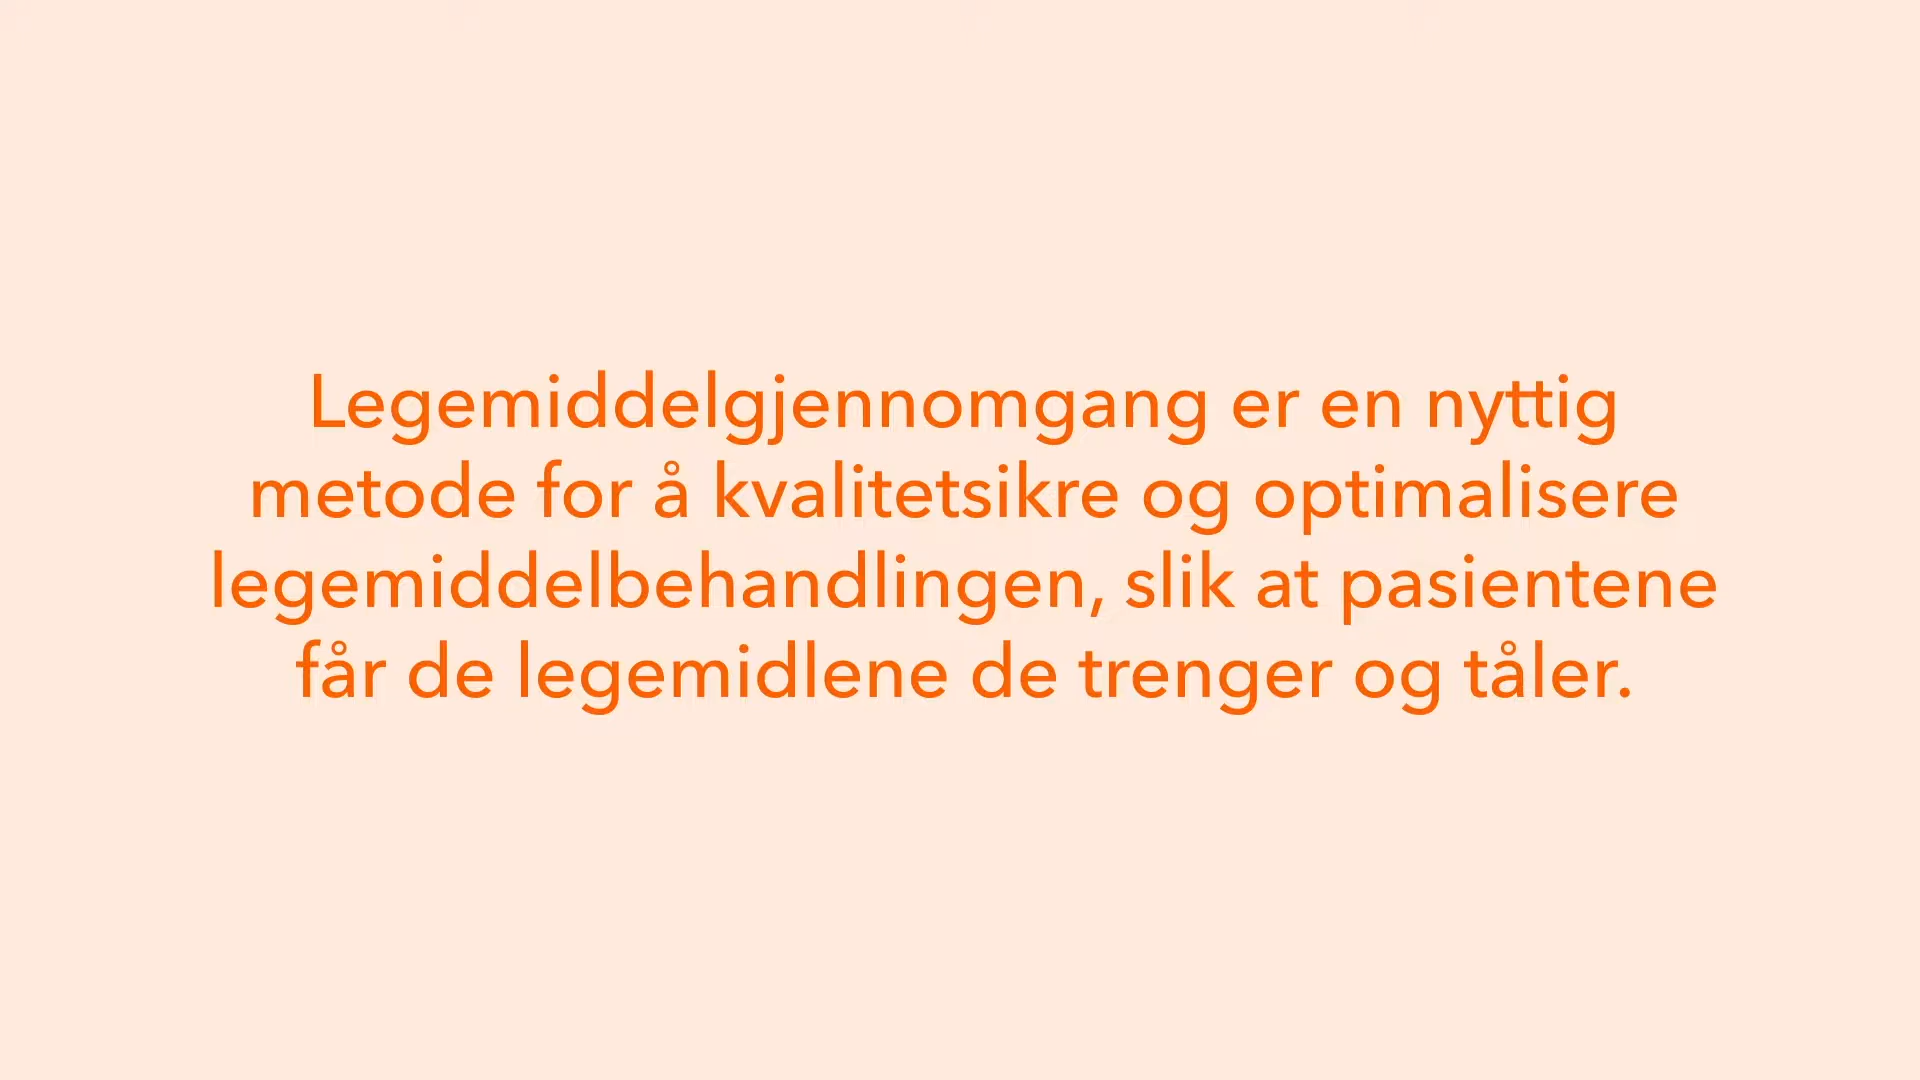 Legemiddelgjennomgang er en nyttig
metode for å kvalitetsikre og optimalisere
legemiddelbehandlingen, slik at pasientene
får de legemidlene de trenger og tåler.